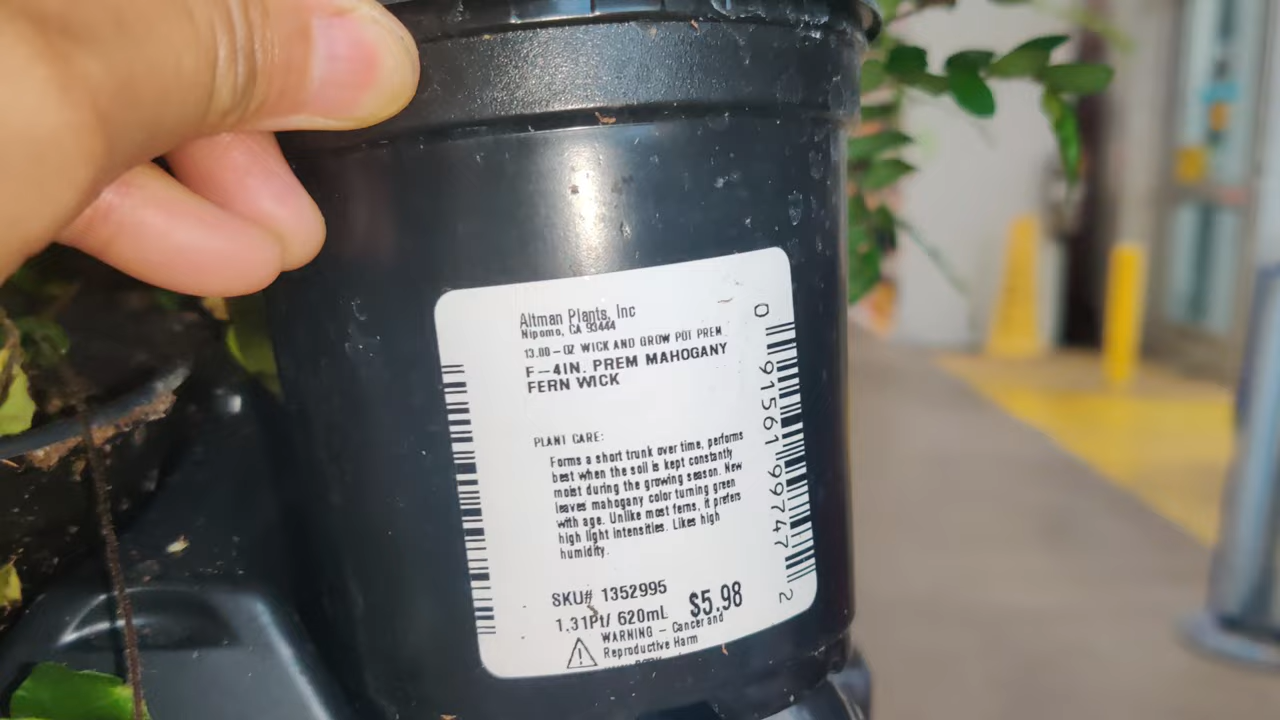 Altman Plants, Inc
Nipomo, CA 93444
13.00-OZ WICK AND GROW POT PREM
F-4IN. PREM MAHOGANY
FERN WICK
PLANT CARE:
Forms a short trunk over time, performs
best when the soil is kept constantly
moist during the growing season. New
leaves mahogany color turning green
with age. Unlike most ferns, it prefers
high light intensities. Likes high
humidity.
SKU# 1352995
1.31Pt/ 620mL $5.98
WARNING - Cancer and
Reproductive Harm
0 91561 99747 2